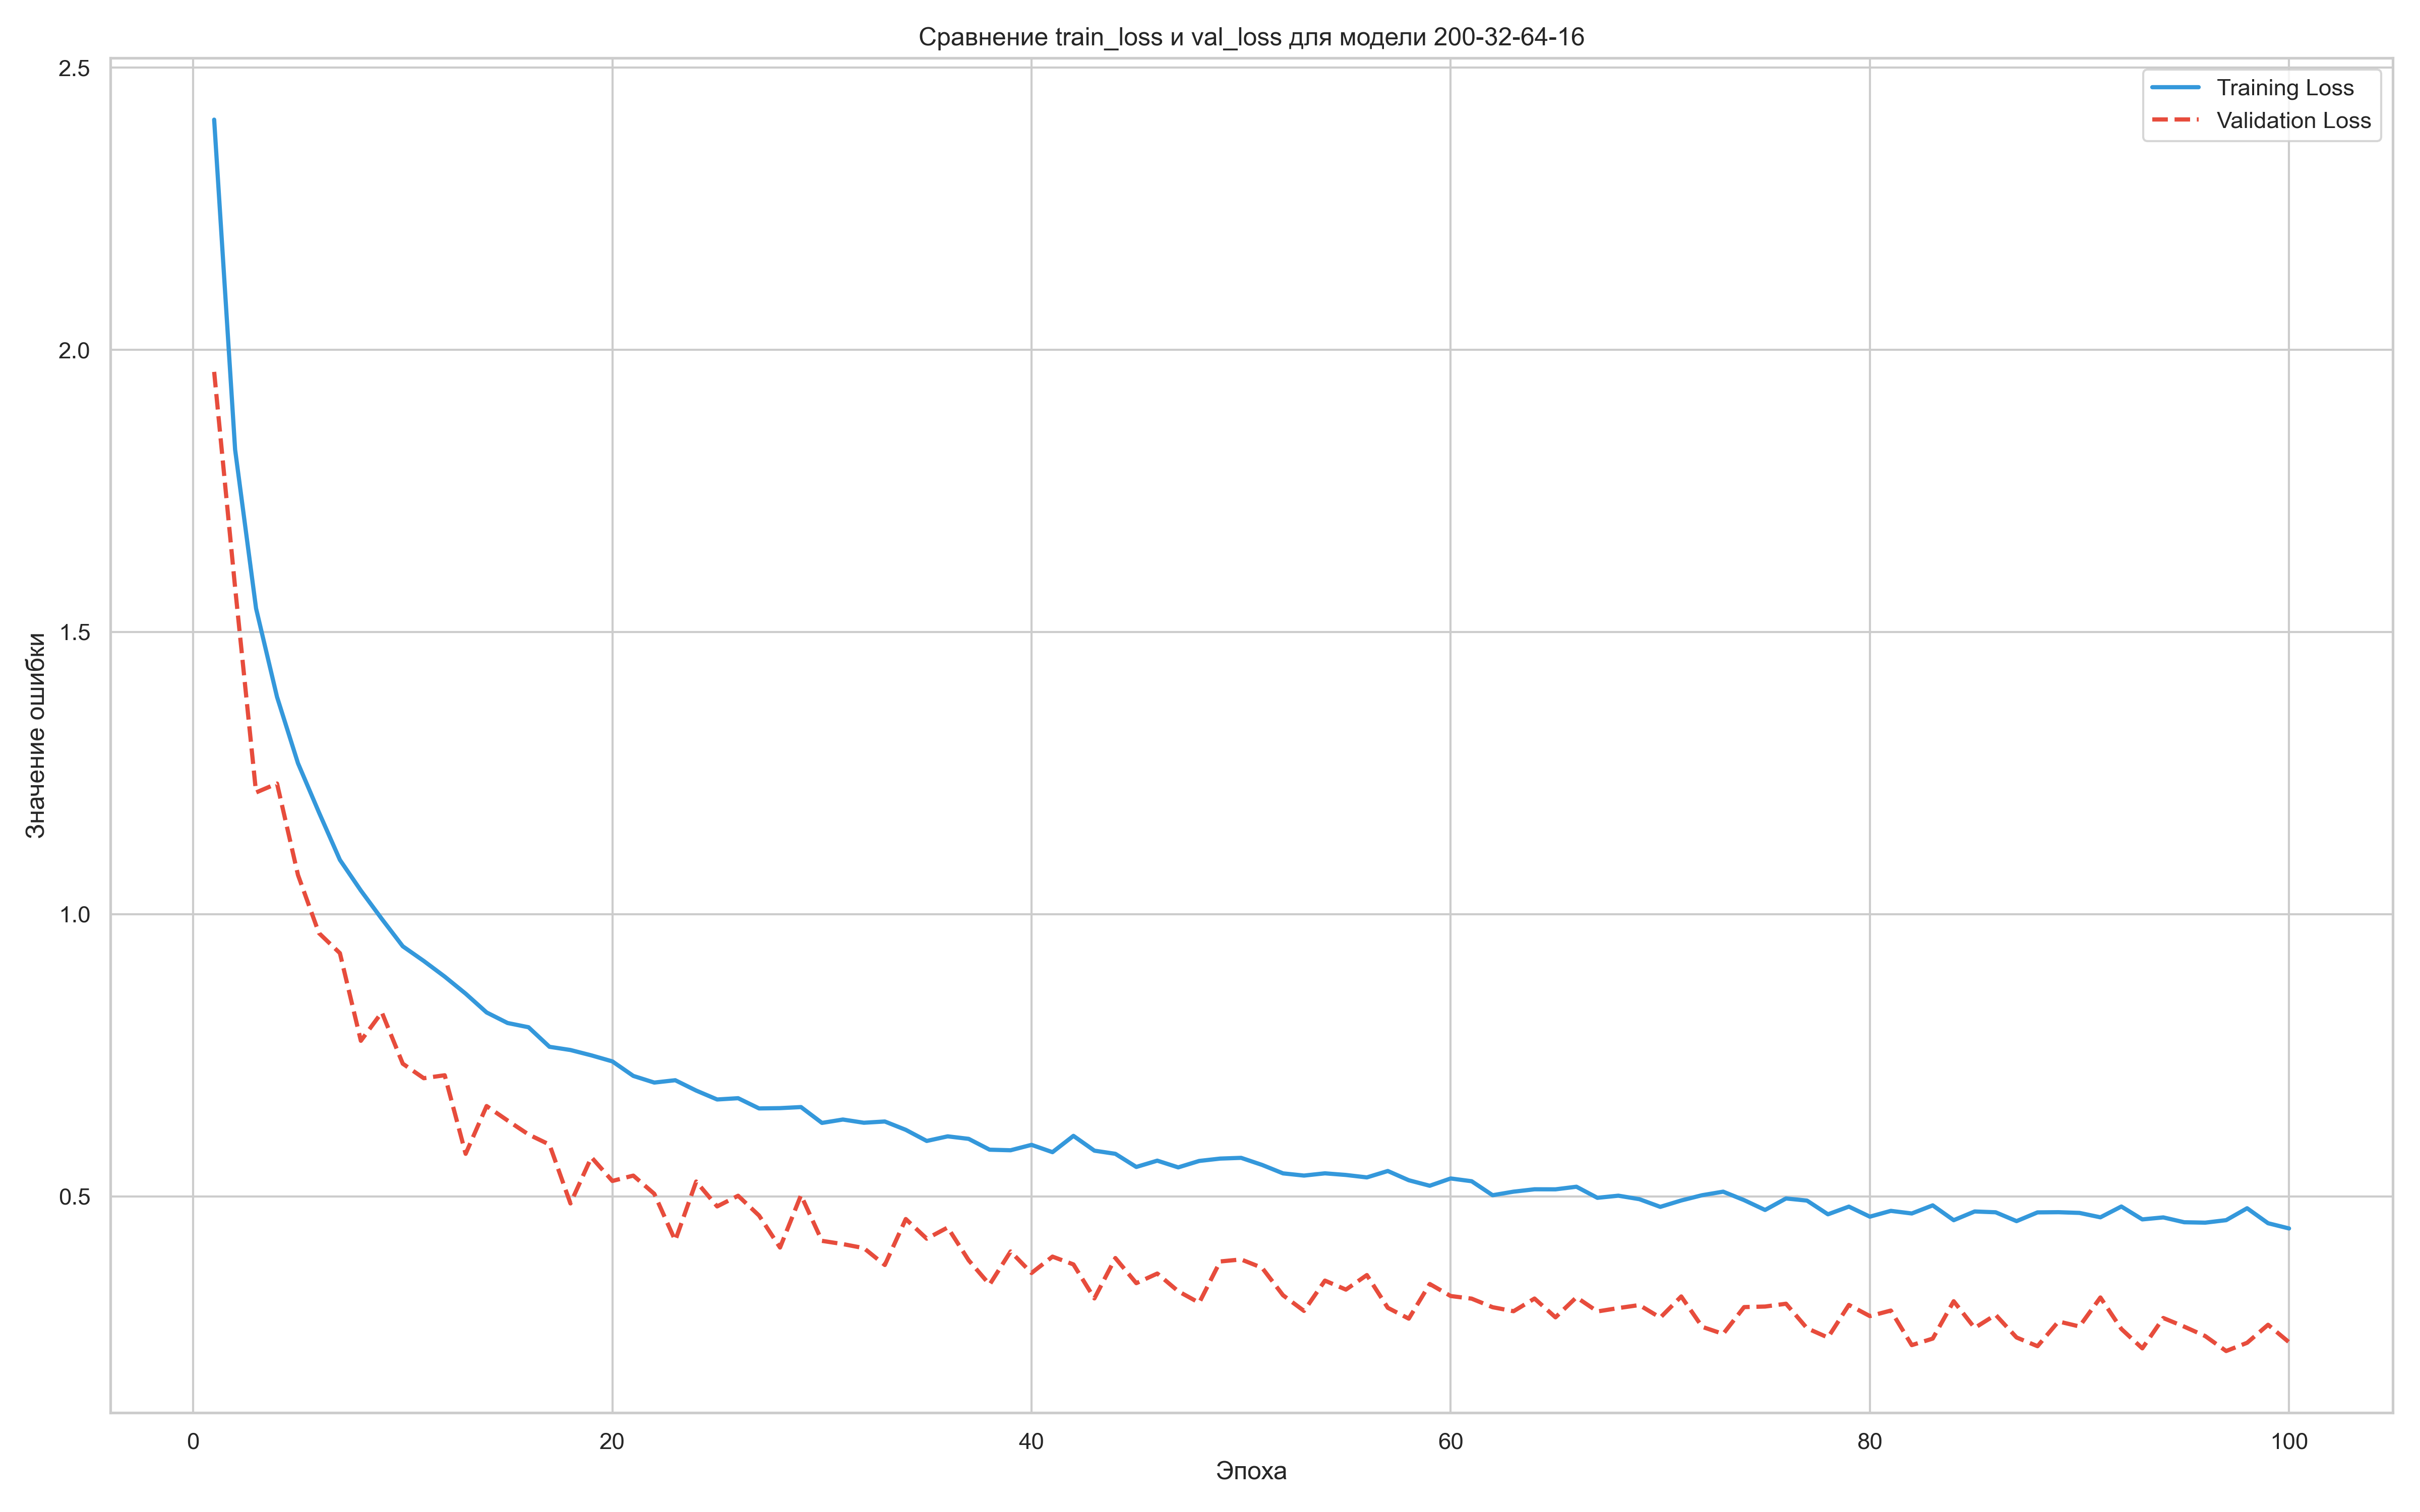 Сравнение train_loss и val_loss для модели 200-32-64-16
Training Loss
Validation Loss
Значение ошибки
2.5
2.0
1.5
1.0
0.5
0 20 40 60 80 100
Эпоха